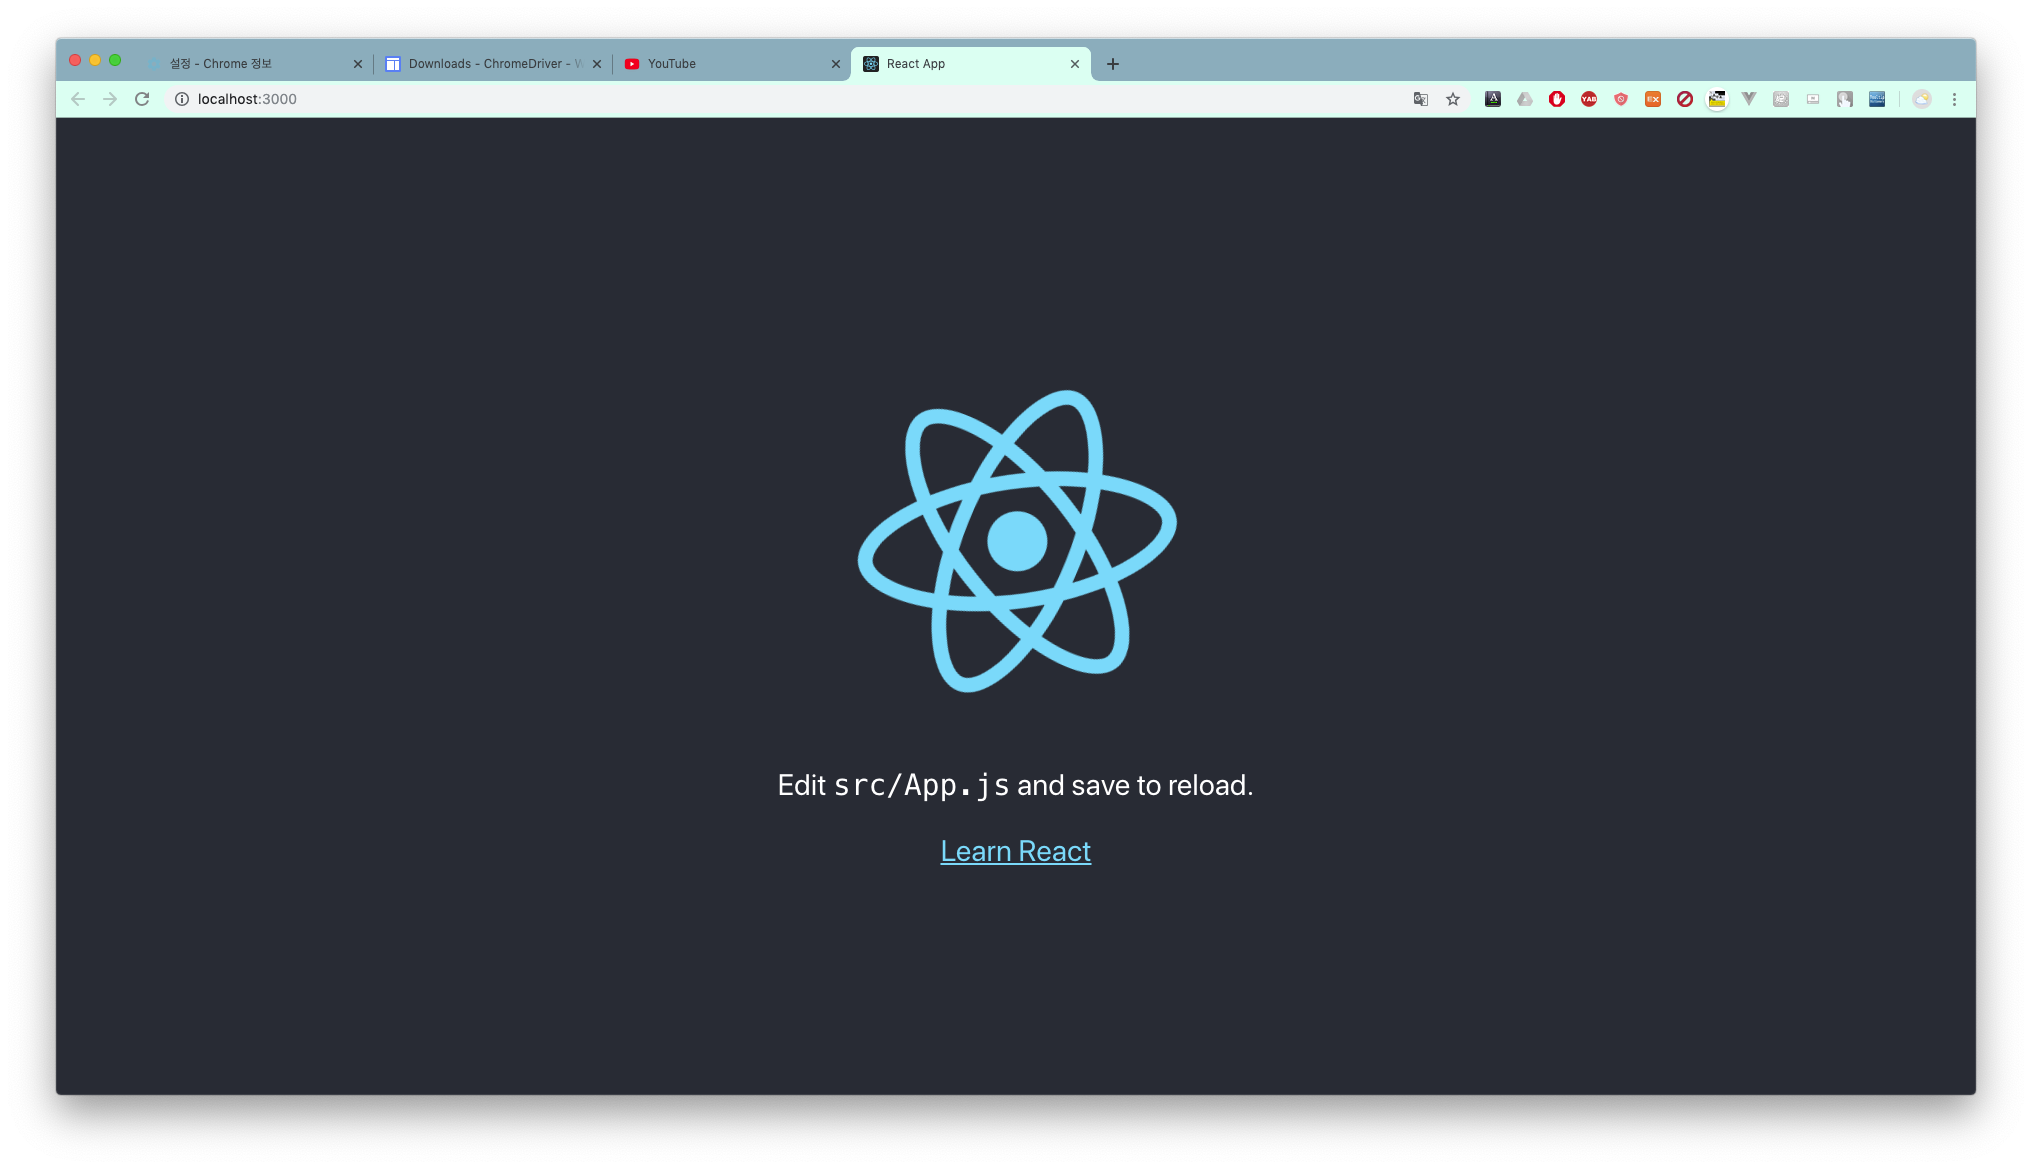 설정 - Chrome 정보
Downloads - ChromeDriver - W
YouTube
React App
localhost:3000
Edit src/App.js and save to reload.
Learn React